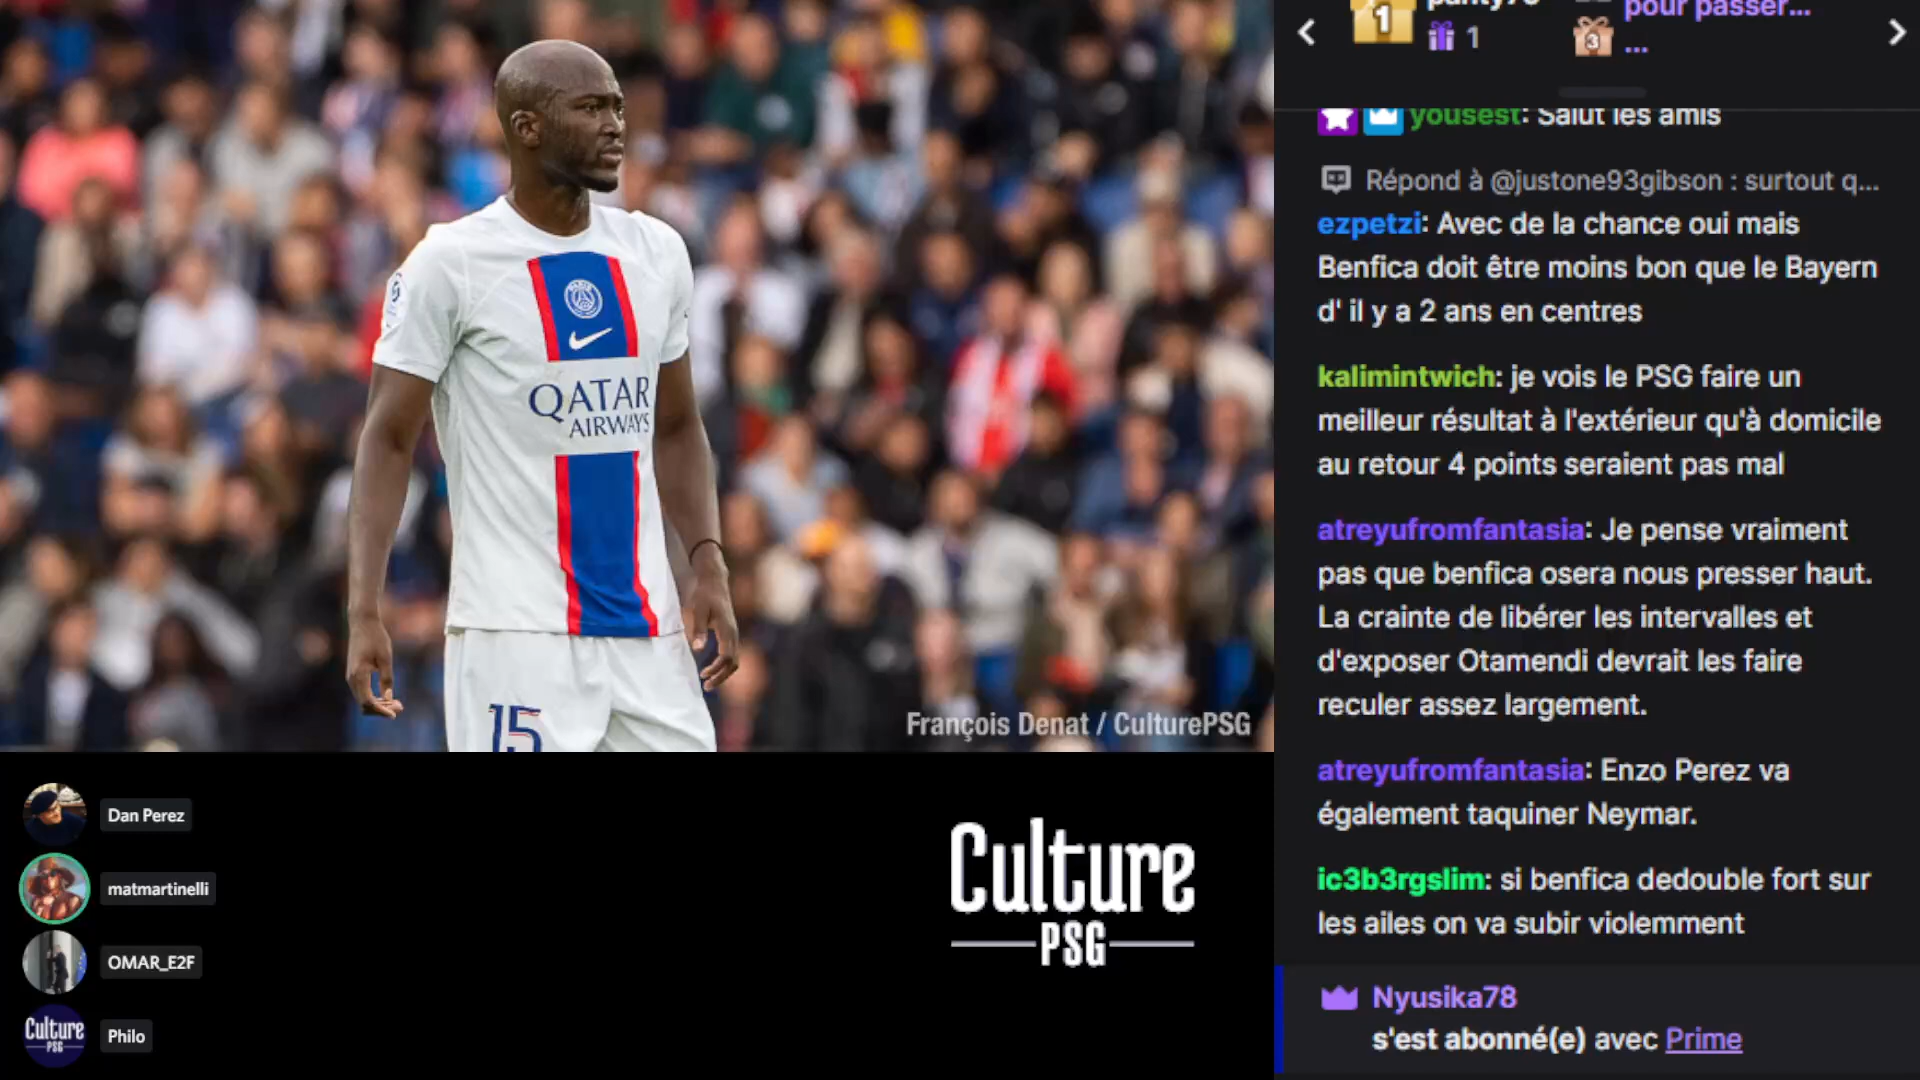 PARIS
QATAR
AIRWAYS
15
François Denat / CulturePSG
Dan Perez
matmartinelli
OMAR_E2F
Culture
PSG
Philo
Culture
PSG
1
1
pour passer...
3
...
yousest: Salut les amis
Répond à @justone93gibson : surtout q...
ezpetzi: Avec de la chance oui mais
Benfica doit être moins bon que le Bayern
d' il y a 2 ans en centres
kalimintwich: je vois le PSG faire un
meilleur résultat à l'extérieur qu'à domicile
au retour 4 points seraient pas mal
atreyufromfantasia: Je pense vraiment
pas que benfica osera nous presser haut.
La crainte de libérer les intervalles et
d'exposer Otamendi devrait les faire
reculer assez largement.
atreyufromfantasia: Enzo Perez va
également taquiner Neymar.
ic3b3rgslim: si benfica dedouble fort sur
les ailes on va subir violemment
Nyusika78
s'est abonné(e) avec Prime